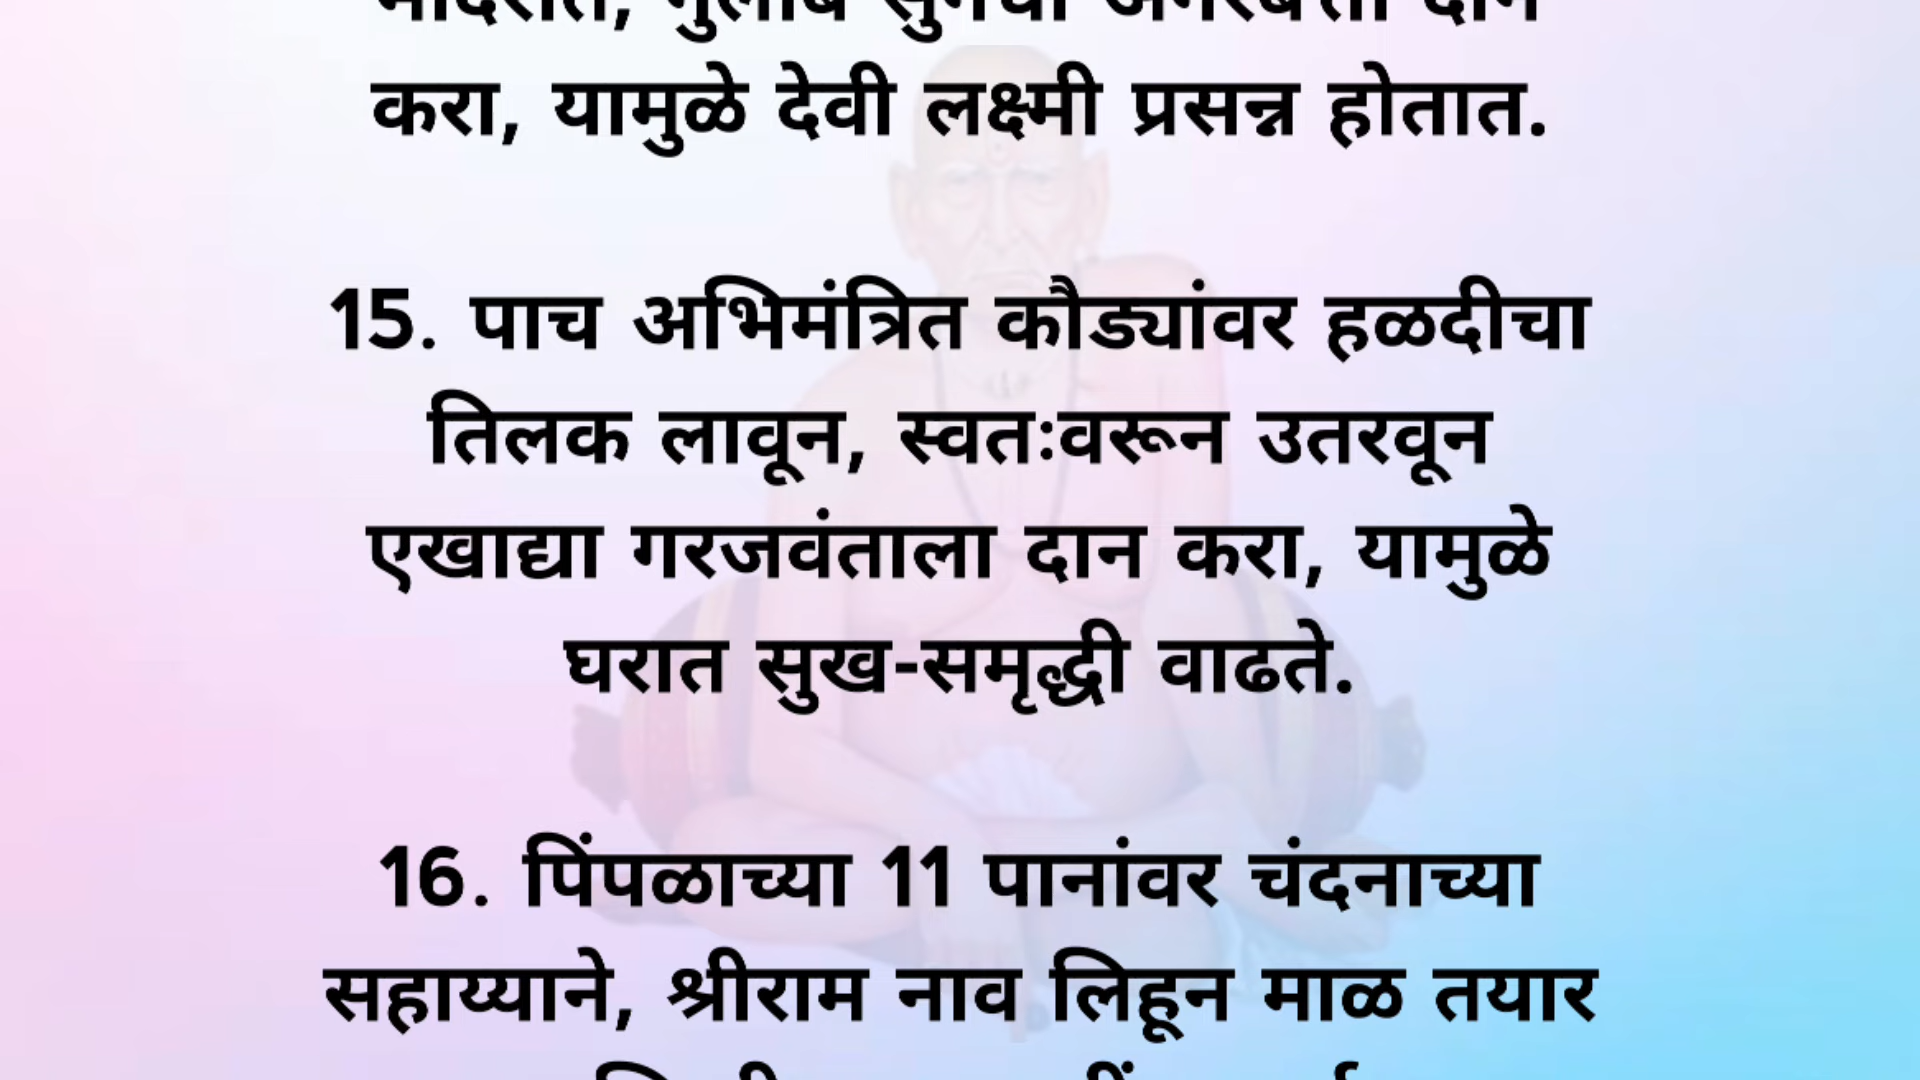 गुलाब सुगंधी अगरबत्ती दान
करा, यामुळे देवी लक्ष्मी प्रसन्न होतात.
15. पाच अभिमंत्रित कौड्यांवर हळदीचा
तिलक लावून, स्वतःवरून उतरवून
एखाद्या गरजवंताला दान करा, यामुळे
घरात सुख-समृद्धी वाढते.
16. पिंपळाच्या 11 पानांवर चंदनाच्या
सहाय्याने, श्रीराम नाव लिहून माळ तयार